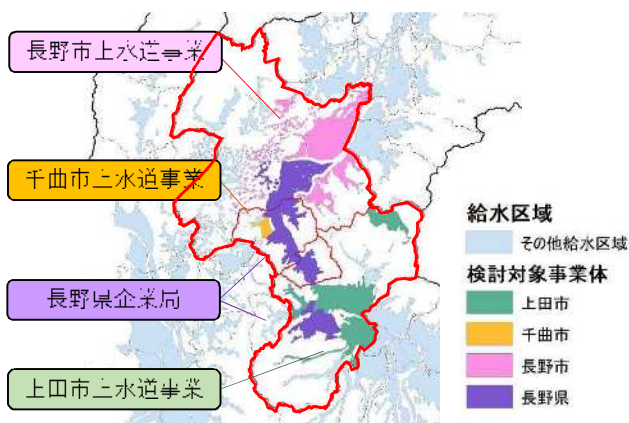 長野市上水道事業
千曲市上水道事業
長野県企業局
上田市上水道事業
給水区域
その他給水区域
検討対象事業体
上田市
千曲市
長野市
長野県